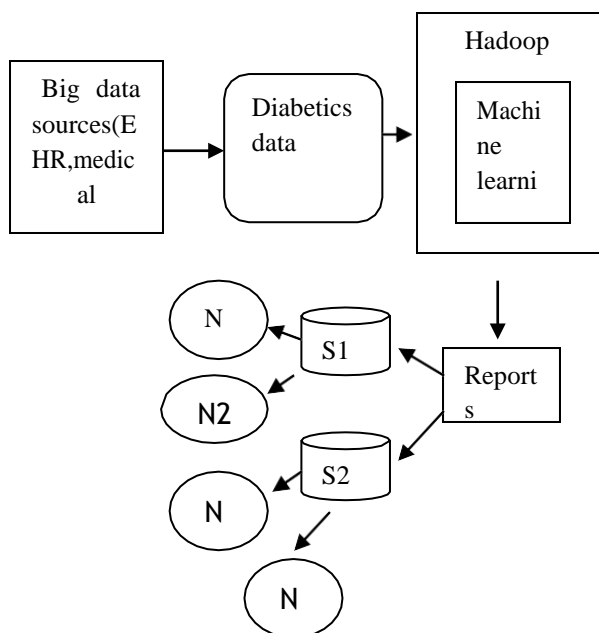 Big data
sources(E
HR,medic
al
Diabetics
data
Hadoop
Machi
ne
learni
N
S1
Report
s
N2
S2
N
N